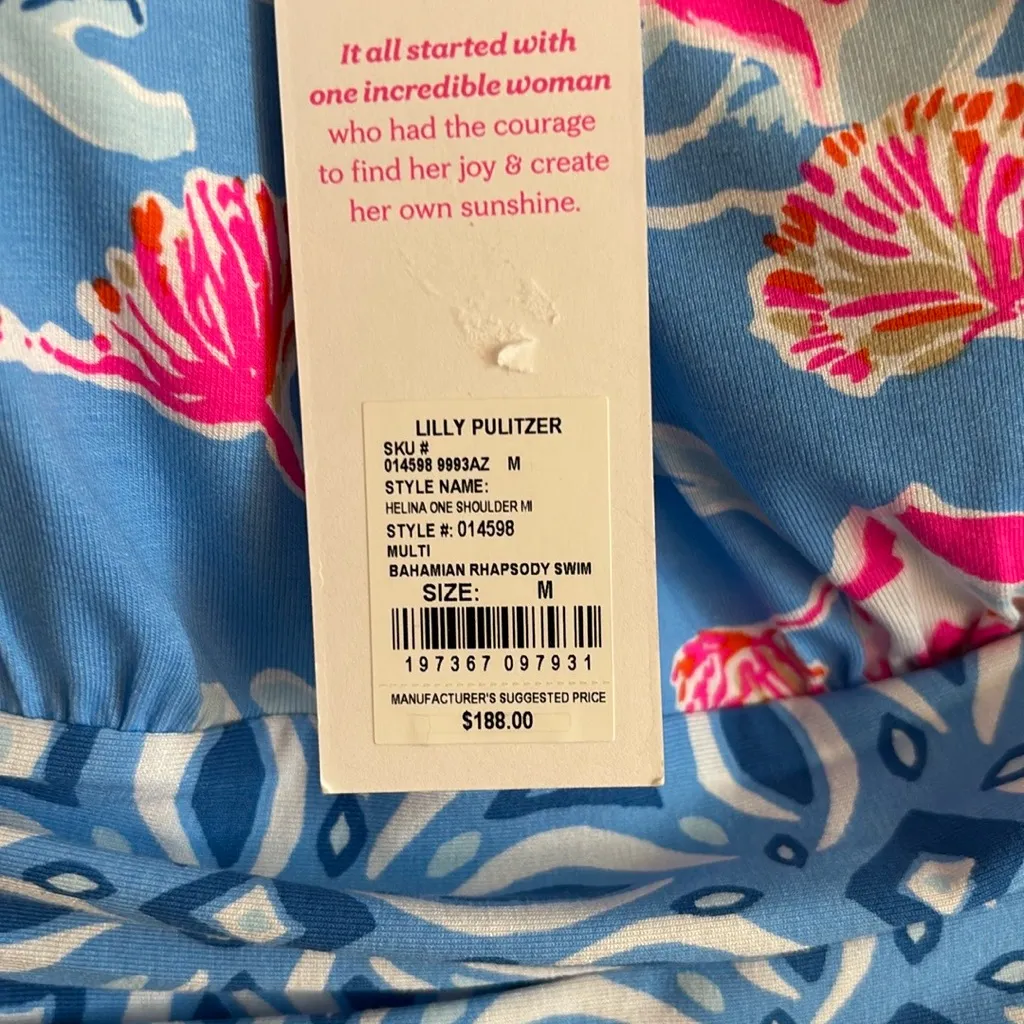 It all started with
one incredible woman
who had the courage
to find her joy & create
her own sunshine.
LILLY PULITZER
SKU #
014598 9993AZ M
STYLE NAME:
HELINA ONE SHOULDER MI
STYLE #: 014598
MULTI
BAHAMIAN RHAPSODY SWIM
SIZE: M
197367 097931
MANUFACTURER'S SUGGESTED PRICE
$188.00